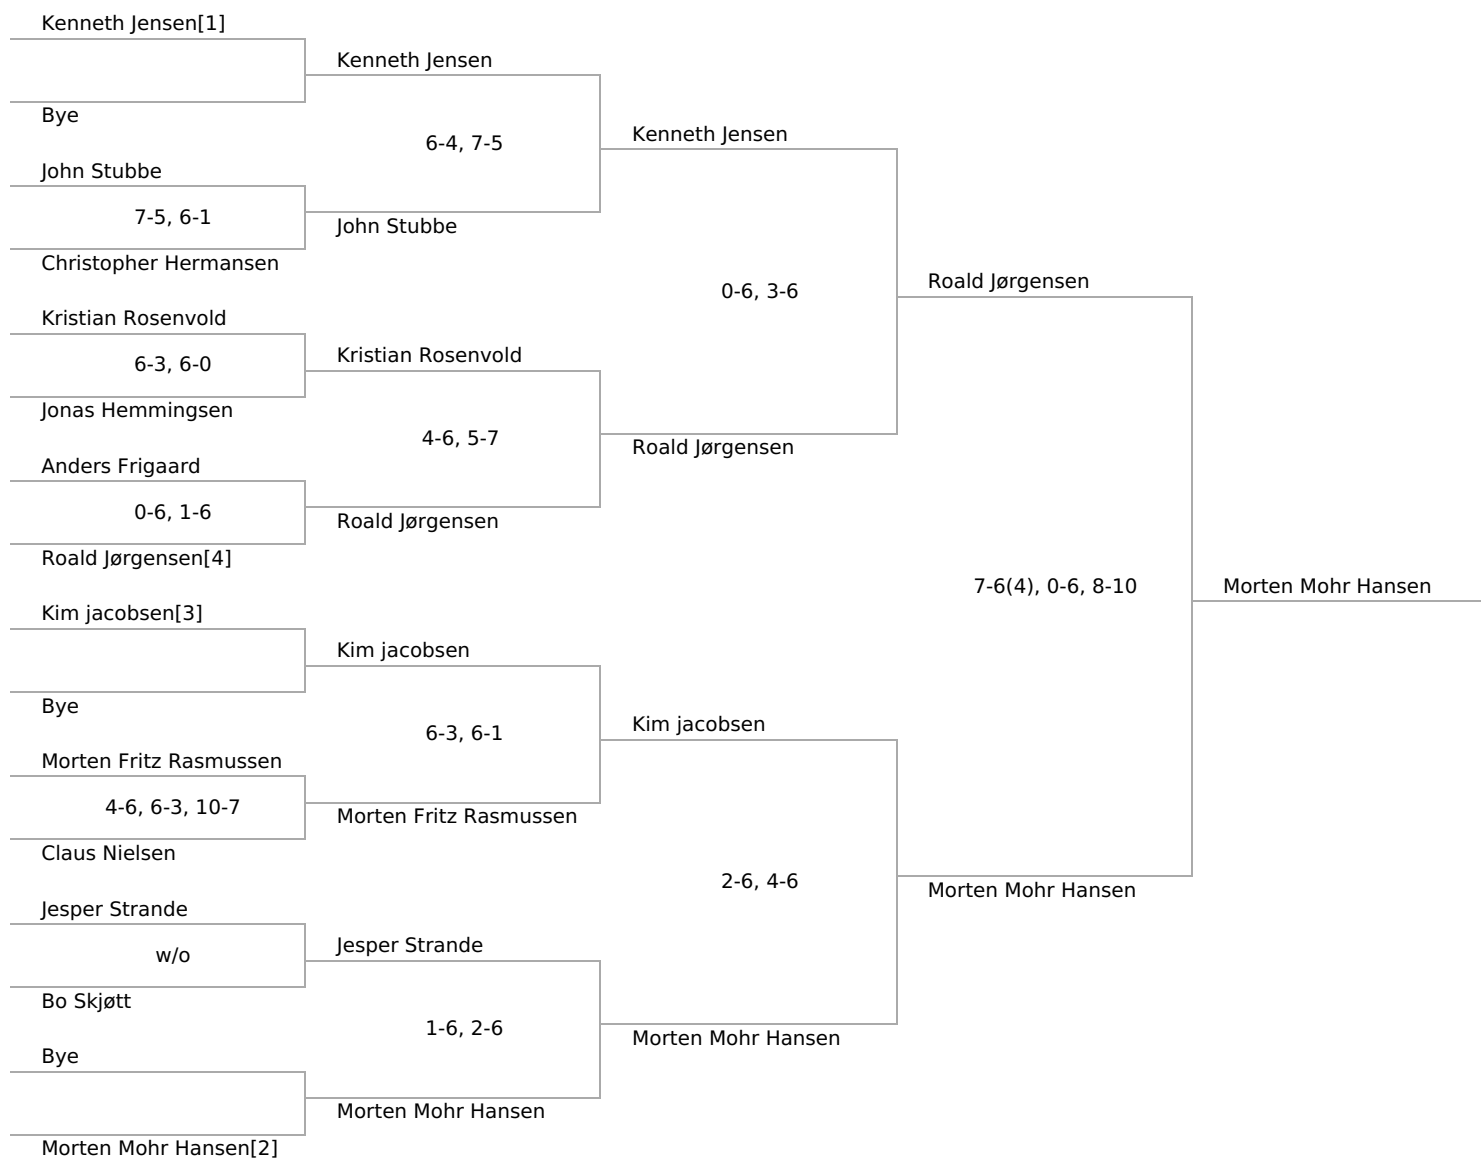 Kenneth Jensen[1]
Bye
John Stubbe
7-5, 6-1
Christopher Hermansen
Kristian Rosenvold
6-3, 6-0
Jonas Hemmingsen
Anders Frigaard
0-6, 1-6
Roald Jørgensen[4]
Kim jacobsen[3]
Bye
Morten Fritz Rasmussen
4-6, 6-3, 10-7
Claus Nielsen
Jesper Strande
w/o
Bo Skjøtt
Bye
Morten Mohr Hansen[2]
Kenneth Jensen
6-4, 7-5
John Stubbe
Kristian Rosenvold
4-6, 5-7
Roald Jørgensen
Kim jacobsen
6-3, 6-1
Morten Fritz Rasmussen
Jesper Strande
1-6, 2-6
Morten Mohr Hansen
Kenneth Jensen
0-6, 3-6
Roald Jørgensen
Kim jacobsen
2-6, 4-6
Morten Mohr Hansen
Roald Jørgensen
7-6(4), 0-6, 8-10
Morten Mohr Hansen
Morten Mohr Hansen